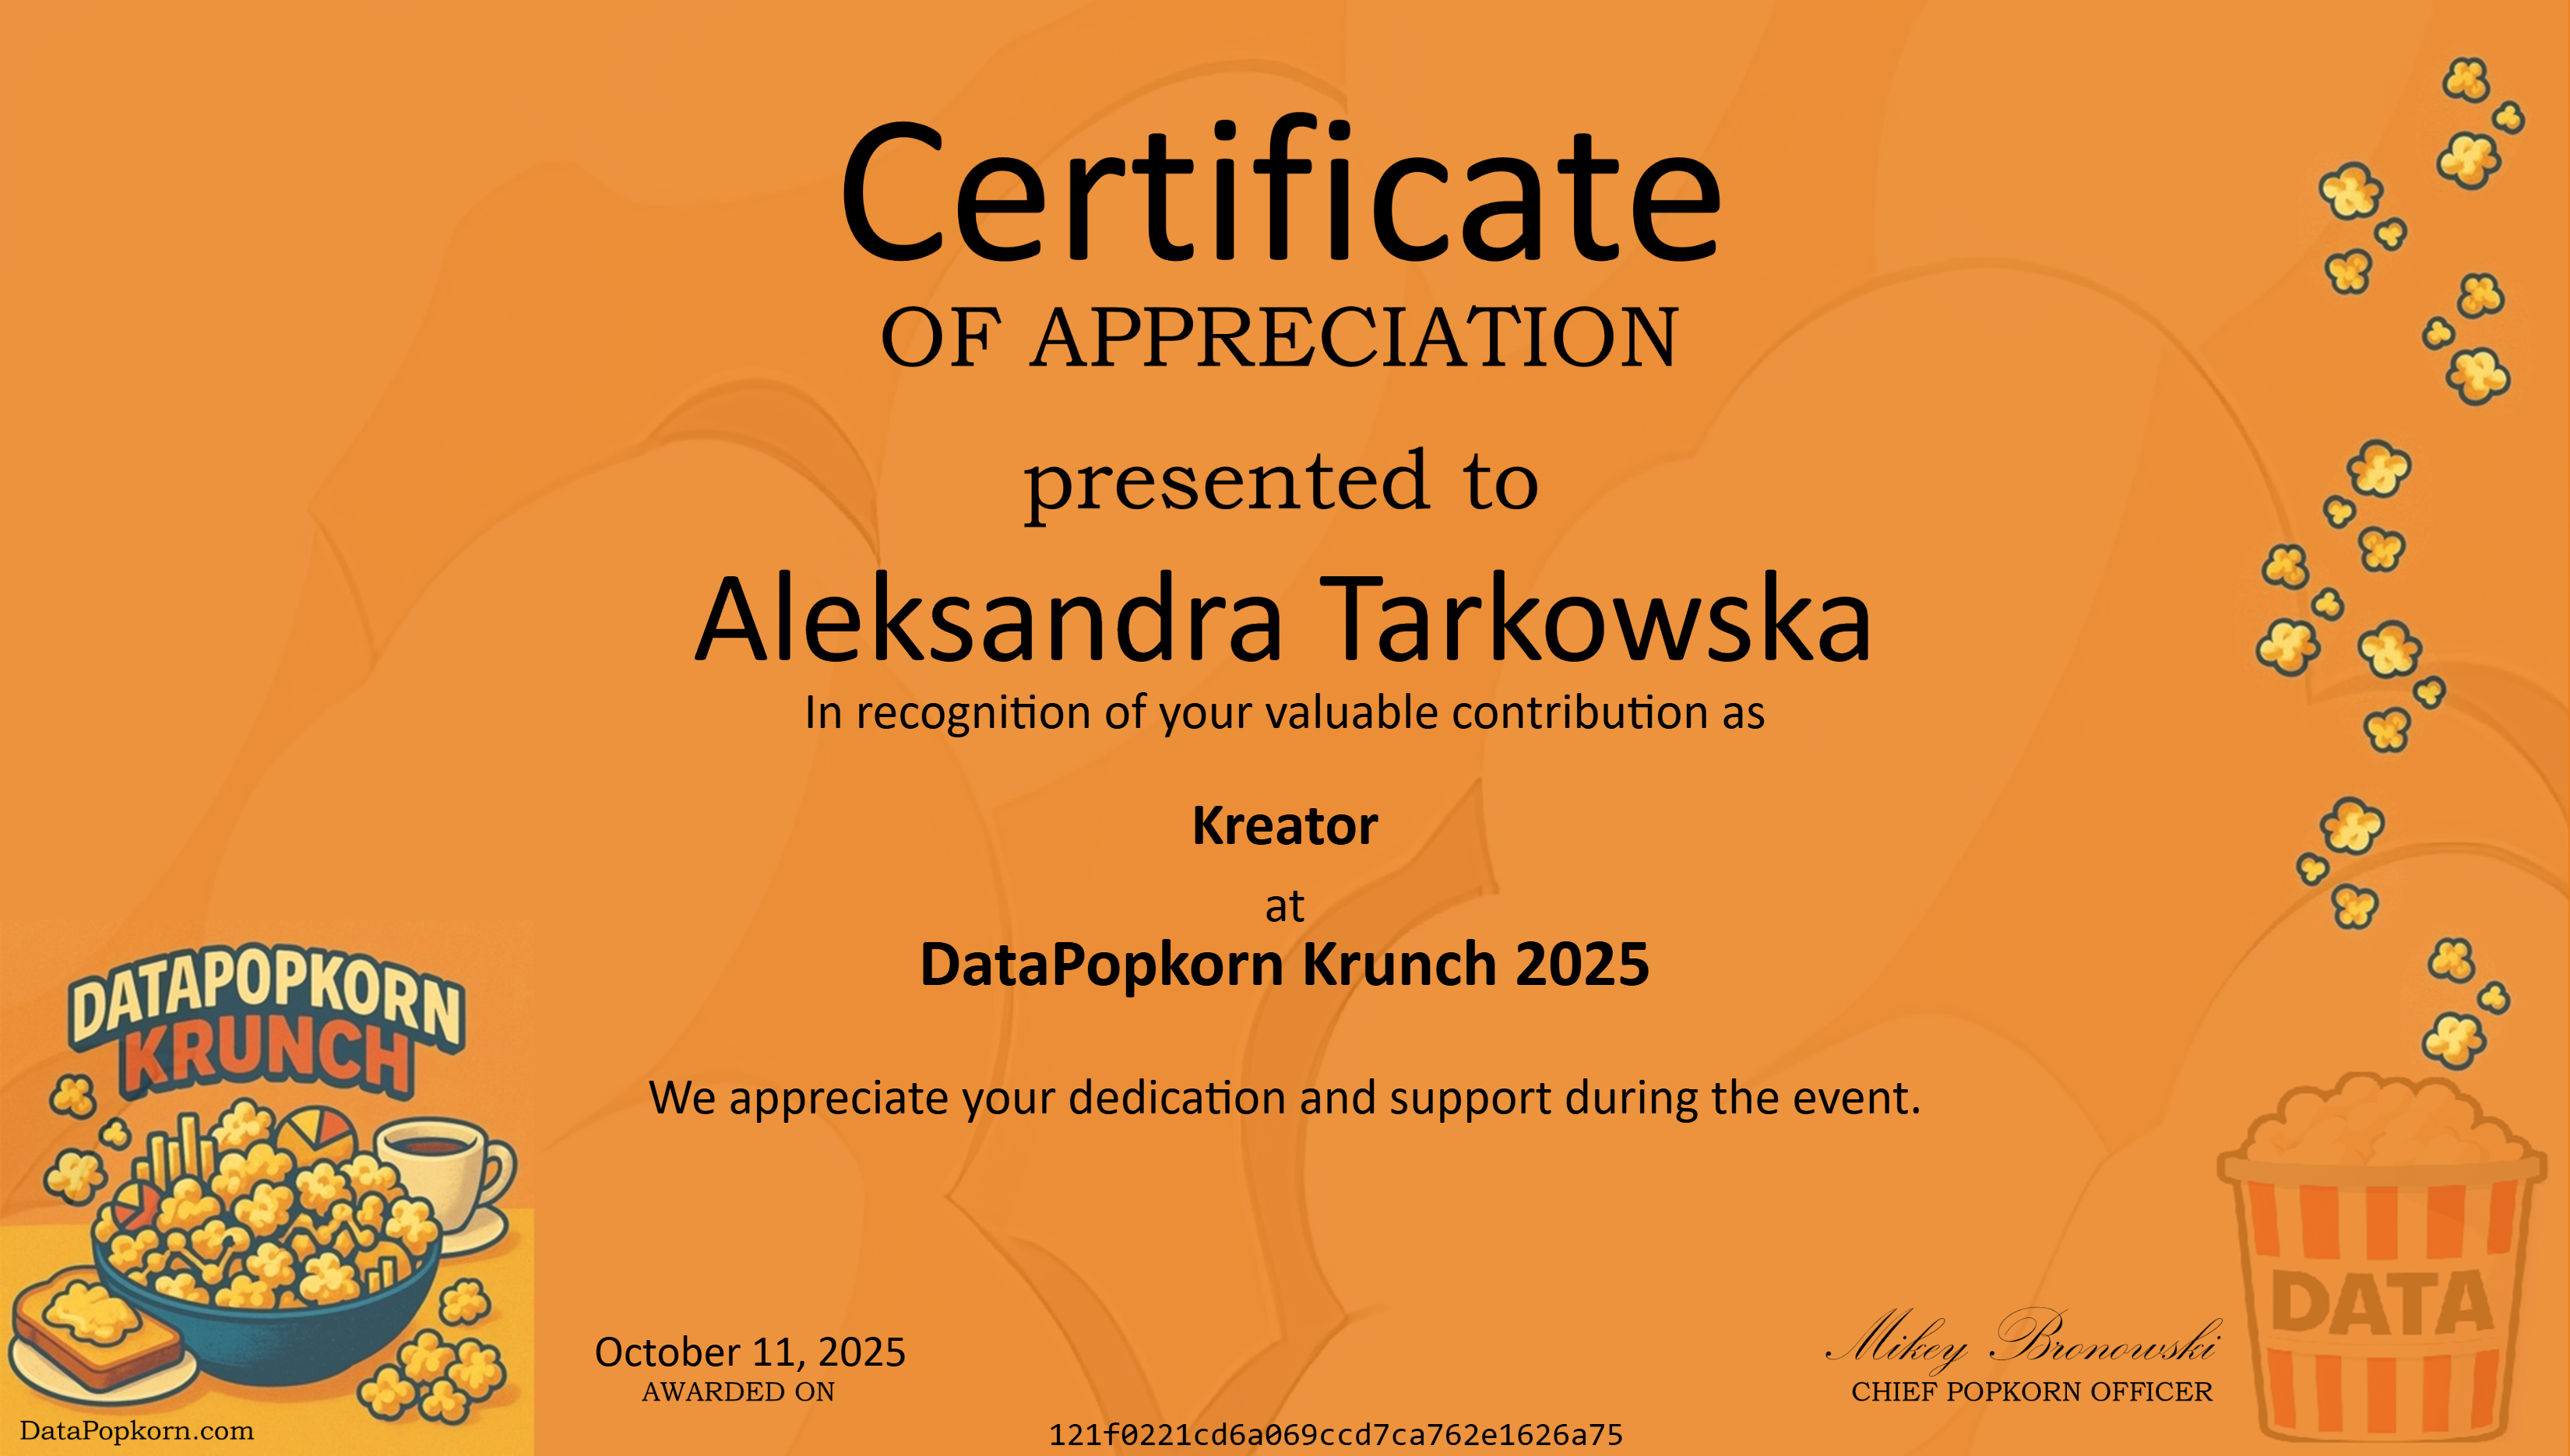 Certificate
OF APPRECIATION
presented to
Aleksandra Tarkowska
In recognition of your valuable contribution as
Kreator
at
DataPopkorn Krunch 2025
We appreciate your dedication and support during the event.
DATAPOPKORN
KRUNCH
DATA
October 11, 2025
AWARDED ON
Mikey Bronowski
CHIEF POPKORN OFFICER
DataPopkorn.com
121f0221cd6a069ccd7ca762e1626a75